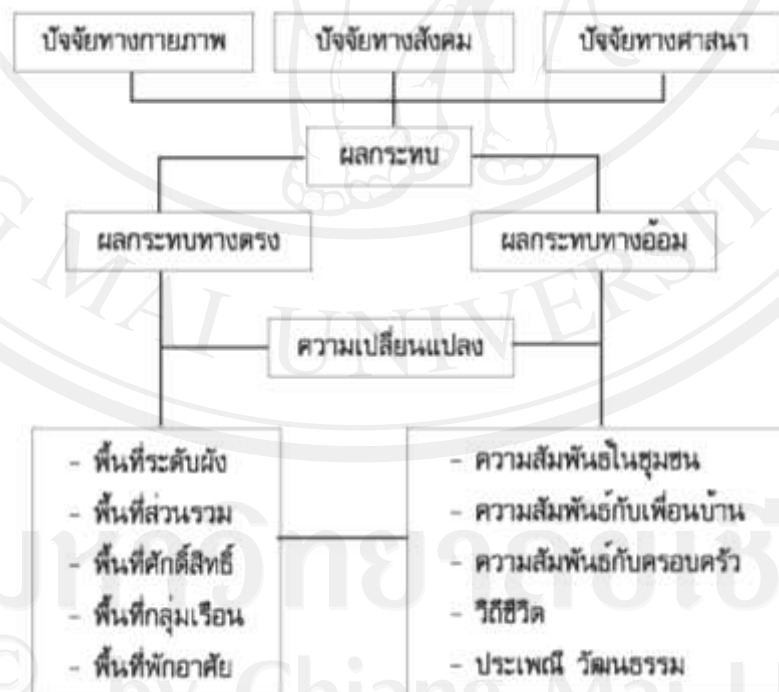 ปัจจัยทางกายภาพ ปัจจัยทางสังคม ปัจจัยทางศาสนา
ผลกระทบ
ผลกระทบทางตรง ผลกระทบทางอ้อม
ความเปลี่ยนแปลง
- พื้นที่ระดับผัง
- พื้นที่ส่วนรวม
- พื้นที่ศักดิ์สิทธิ์
- พื้นที่กลุ่มเรือน
- พื้นที่พักอาศัย
- ความสัมพันธ์ในชุมชน
- ความสัมพันธ์กับเพื่อนบ้าน
- ความสัมพันธ์กับครอบครัว
- วิถีชีวิต
- ประเพณี วัฒนธรรม
MAI UNIVERSITY
by Chiang Mai